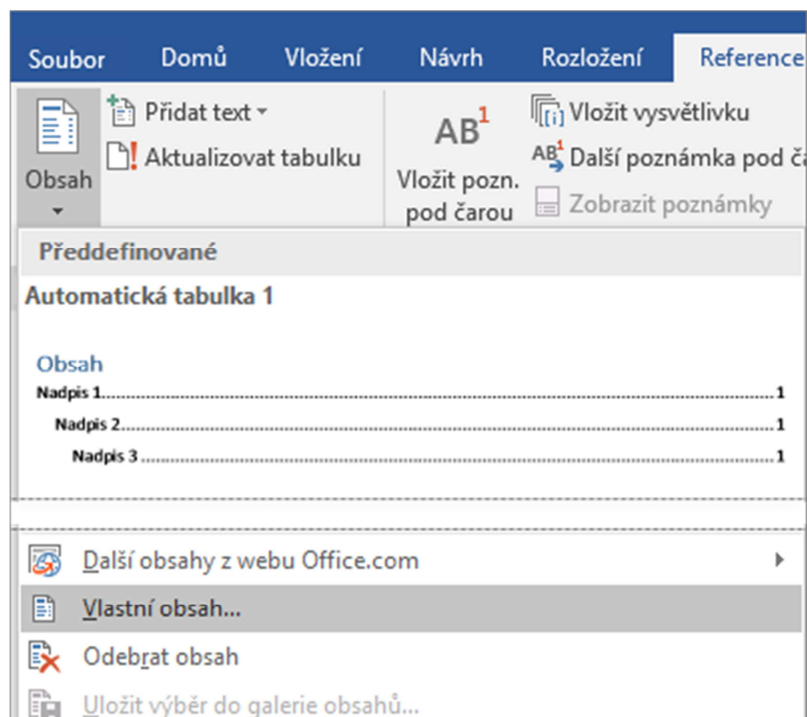 Soubor Domů Vložení Návrh Rozložení Reference
Obsah
Přidat text
Aktualizovat tabulku
AB1
Vložit pozn.
pod čarou
[i] Vložit vysvětlivku
AB1 Další poznámka pod
Zobrazit poznámky
Předdefinované
Automatická tabulka 1
Obsah
Nadpis 1........1
Nadpis 2........1
Nadpis 3........1
Další obsahy z webu Office.com
Vlastní obsah...
Odebrat obsah
Uložit výběr do galerie obsahů...